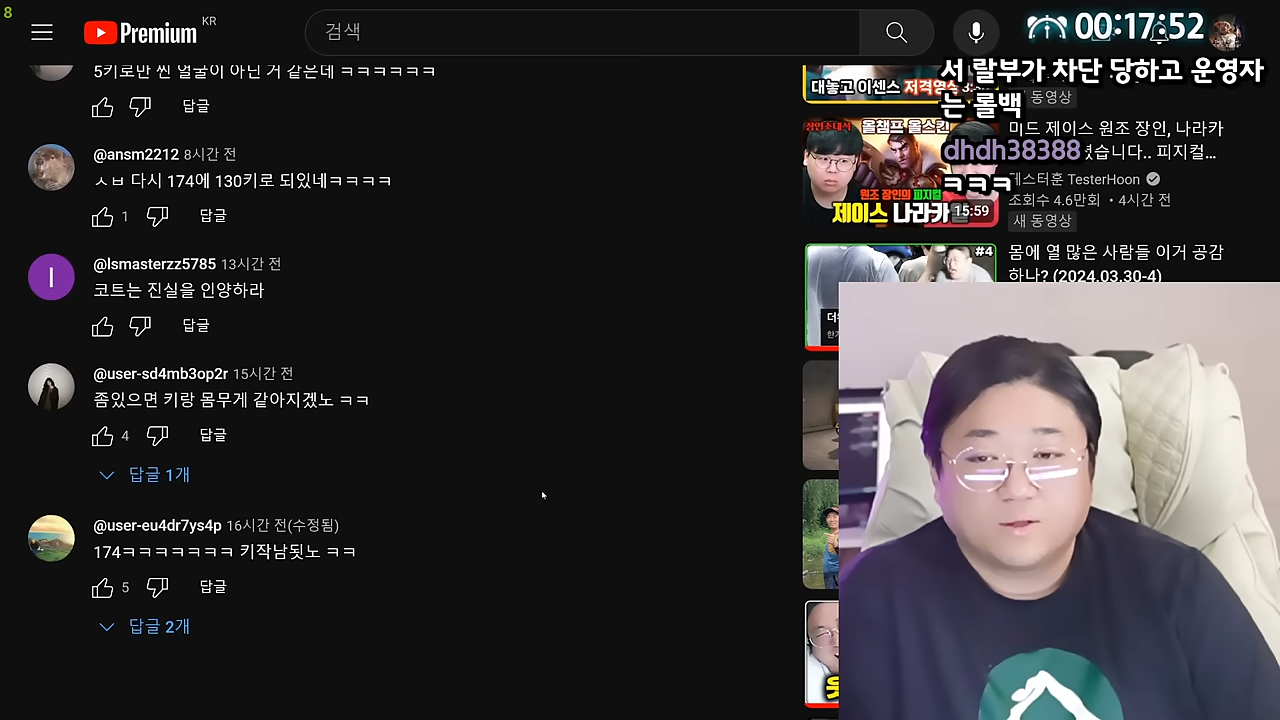 8
Premium
KR
검색
00:17:52
5키로만 씬 얼굴이 아닌 거 같은데 ㅋㅋㅋㅋㅋㅋ
답글
@ansm2212 8시간 전
ㅅㅂ 다시 174에 130키로 되있네ㅋㅋㅋㅋ
1
답글
I
@lsmasterzz5785 13시간 전
코트는 진실을 인양하라
답글
@user-sd4mb3op2r 15시간 전
좀있으면 키랑 몸무게 같아지겠노 ㅋㅋ
4
답글
답글 1개
@user-eu4dr7ys4p 16시간 전(수정됨)
174ㅋㅋㅋㅋㅋㅋㅋ 키작남됫노 ㅋㅋ
5
답글
답글 2개
서 랄부가 차단 당하고 운영자
는 롤백
dhdh38388
ㅋㅋㅋ
대놓고 이센스 저격영상
새 동영상
장인초대석
올챔프 올스킨
원조 장인의 피지컬
제이스 나라카
15:59
미드 제이스 원조 장인, 나라카
였습니다.. 피지컬...
테스터훈 TesterHoon
조회수 4.6만회 • 4시간 전
새 동영상
#4
몸에 열 많은 사람들 이거 공감
하나? (2024.03.30-4)